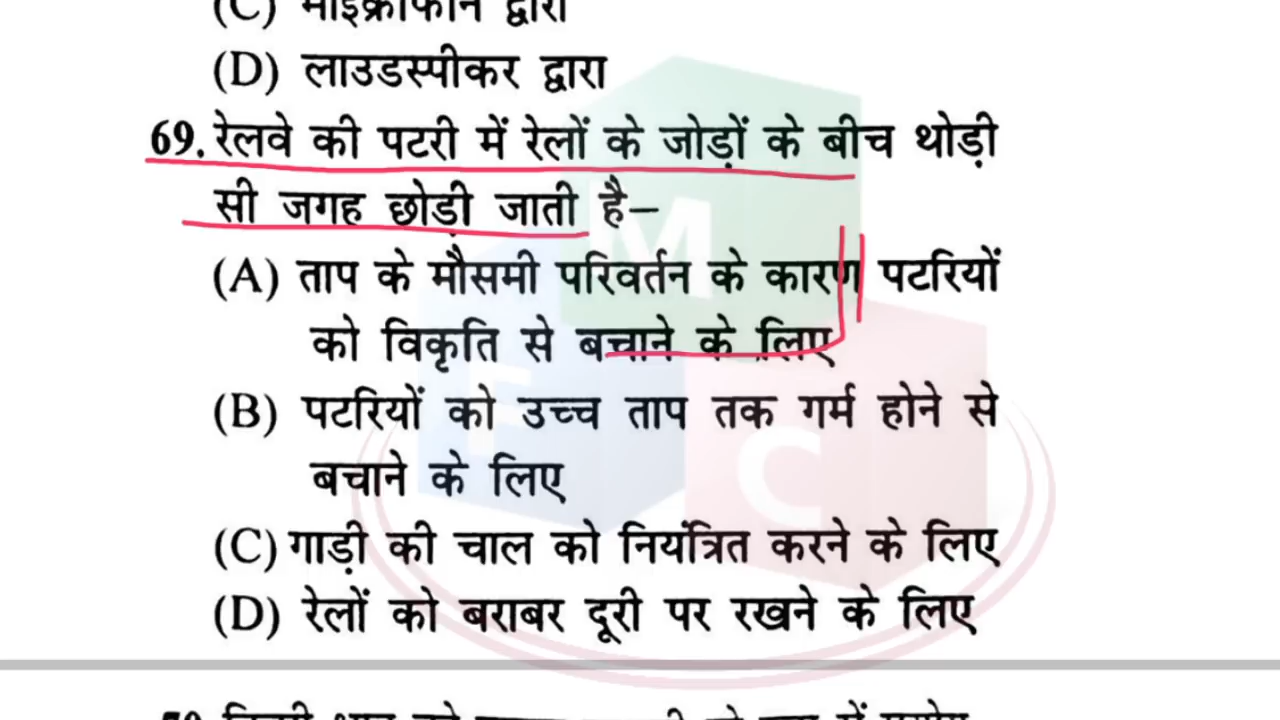 (C) माइक्रोफोन द्वारा
(D) लाउडस्पीकर द्वारा
69. रेलवे की पटरी में रेलों के जोड़ों के बीच थोड़ी
सी जगह छोड़ी जाती है–
(A) ताप के मौसमी परिवर्तन के कारण पटरियों
को विकृति से बचाने के लिए
(B) पटरियों को उच्च ताप तक गर्म होने से
बचाने के लिए
(C) गाड़ी की चाल को नियंत्रित करने के लिए
(D) रेलों को बराबर दूरी पर रखने के लिए
M
E
C